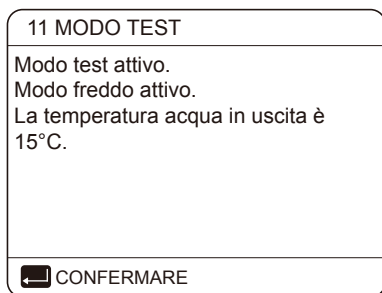 11 MODO TEST
Modo test attivo.
Modo freddo attivo.
La temperatura acqua in uscita è
15°C.
CONFERMARE